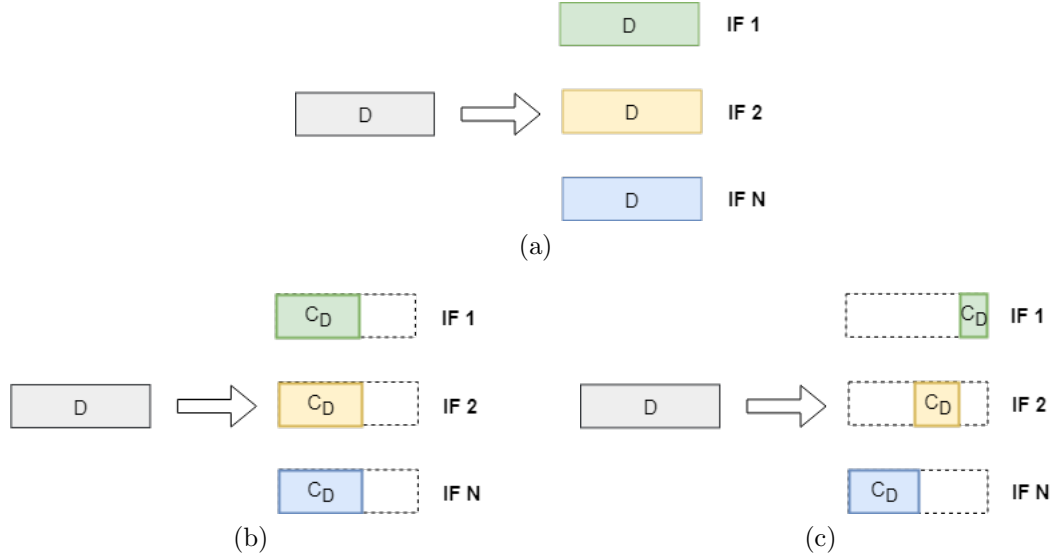 D IF 1
D D IF 2
D IF N
(a)
C_D IF 1 C_D IF 1
D C_D IF 2 D C_D IF 2
C_D IF N C_D IF N
(b) (c)